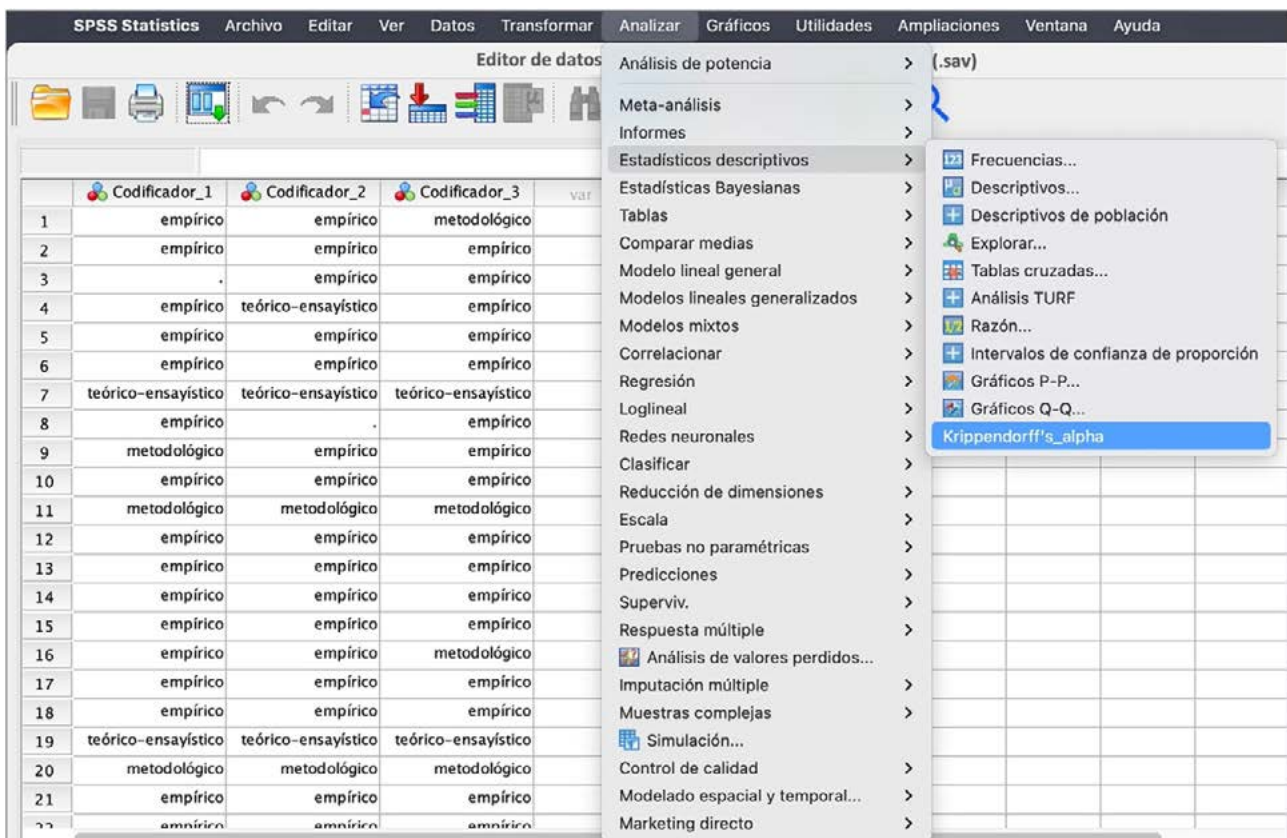 SPSS Statistics Archivo Editar Ver Datos Transformar Analizar Gráficos Utilidades Ampliaciones Ventana Ayuda
Editor de datos
(.sav)
Codificador_1 Codificador_2 Codificador_3 var
1 empírico empírico metodológico
2 empírico empírico empírico
3 . empírico empírico
4 empírico teórico-ensayístico empírico
5 empírico empírico empírico
6 empírico empírico empírico
7 teórico-ensayístico teórico-ensayístico teórico-ensayístico
8 empírico . empírico
9 metodológico empírico empírico
10 empírico empírico empírico
11 metodológico metodológico metodológico
12 empírico empírico empírico
13 empírico empírico empírico
14 empírico empírico empírico
15 empírico empírico empírico
16 empírico empírico metodológico
17 empírico empírico empírico
18 empírico empírico empírico
19 teórico-ensayístico teórico-ensayístico teórico-ensayístico
20 metodológico metodológico metodológico
21 empírico empírico empírico
22 empírico empírico empírico
Análisis de potencia
Meta-análisis
Informes
Estadísticos descriptivos
Estadísticas Bayesianas
Tablas
Comparar medias
Modelo lineal general
Modelos lineales generalizados
Modelos mixtos
Correlacionar
Regresión
Loglineal
Redes neuronales
Clasificar
Reducción de dimensiones
Escala
Pruebas no paramétricas
Predicciones
Superviv.
Respuesta múltiple
Análisis de valores perdidos...
Imputación múltiple
Muestras complejas
Simulación...
Control de calidad
Modelado espacial y temporal...
Marketing directo
123 Frecuencias...
Descriptivos...
Descriptivos de población
Explorar...
Tablas cruzadas...
Análisis TURF
1/2 Razón...
Intervalos de confianza de proporción
Gráficos P-P...
Gráficos Q-Q...
Krippendorff's_alpha